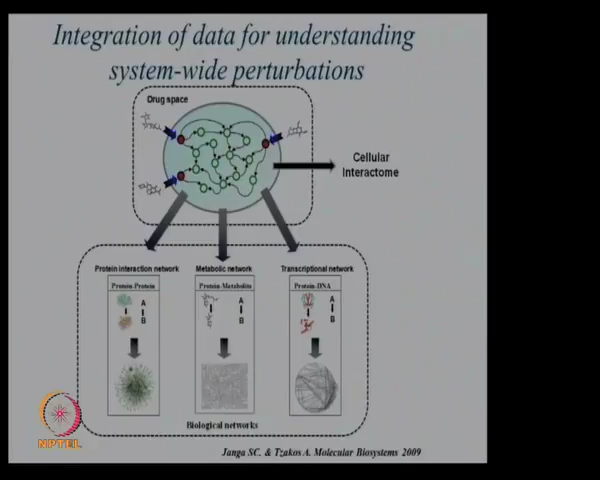 Integration of data for understanding
system-wide perturbations
Drug space
Cellular
Interactome
Protein interaction network
Metabolic network
Transcriptional network
Protein-Protein
Protein-Metabolite
Protein-DNA
A
B
A
B
A
B
Biological networks
NPTEL
Janga SC. & Tzakos A. Molecular Biosystems 2009